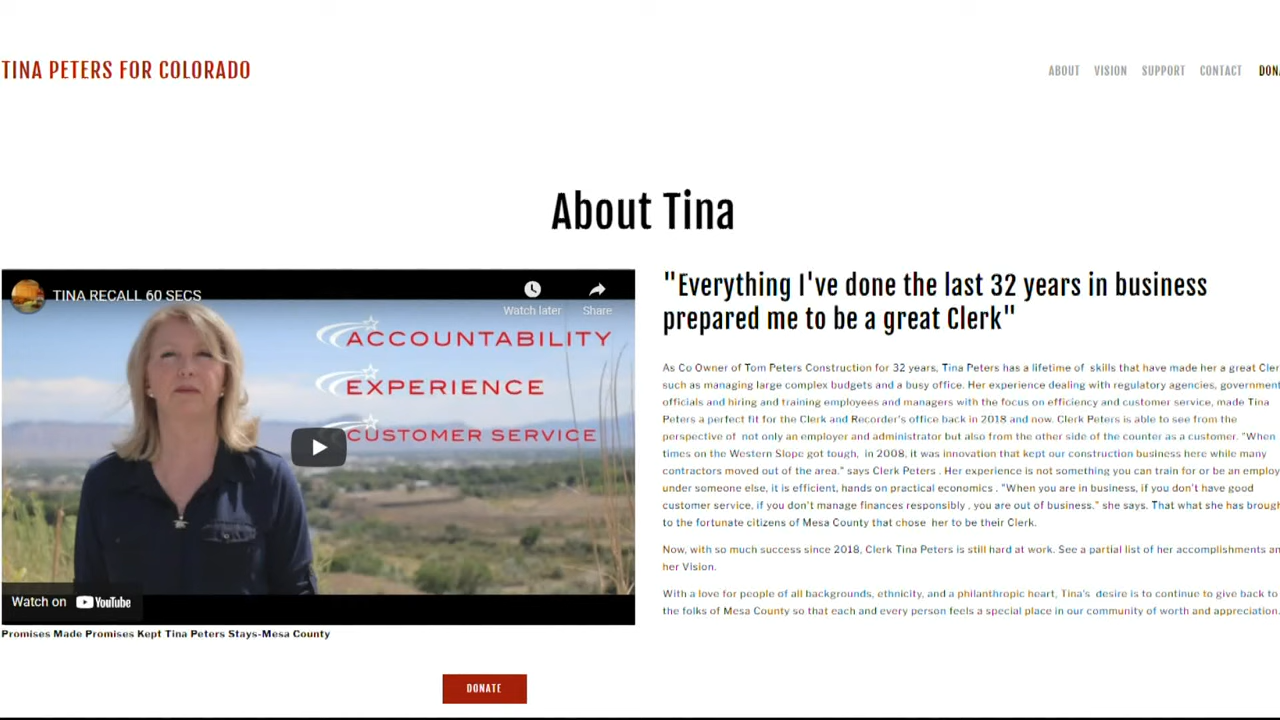 TINA PETERS FOR COLORADO
ABOUT VISION SUPPORT CONTACT
About Tina
TINA RECALL 60 SECS
Watch later Share
ACCOUNTABILITY
EXPERIENCE
CUSTOMER SERVICE
Watch on YouTube
Promises Made Promises Kept Tina Peters Stays-Mesa County
DONATE
"Everything I've done the last 32 years in business
prepared me to be a great Clerk"
As Co Owner of Tom Peters Construction for 32 years, Tina Peters has a lifetime of skills that have made her a great Cler
such as managing large complex budgets and a busy office. Her experience dealing with regulatory agencies, government
officials and hiring and training employees and managers with the focus on efficiency and customer service, made Tina
Peters a perfect fit for the Clerk and Recorder's office back in 2018 and now. Clerk Peters is able to see from the
perspective of not only an employer and administrator but also from the other side of the counter as a customer. "When
times on the Western Slope got tough, in 2008, it was innovation that kept our construction business here while many
contractors moved out of the area." says Clerk Peters . Her experience is not something you can train for or be an employ
under someone else, it is efficient, hands on practical economics . "When you are in business, if you don't have good
customer service, if you don't manage finances responsibly , you are out of business." she says. That what she has brough
to the fortunate citizens of Mesa County that chose her to be their Clerk.
Now, with so much success since 2018, Clerk Tina Peters is still hard at work. See a partial list of her accomplishments an
her Vision.
With a love for people of all backgrounds, ethnicity, and a philanthropic heart, Tina's desire is to continue to give back to
the folks of Mesa County so that each and every person feels a special place in our community of worth and appreciation.